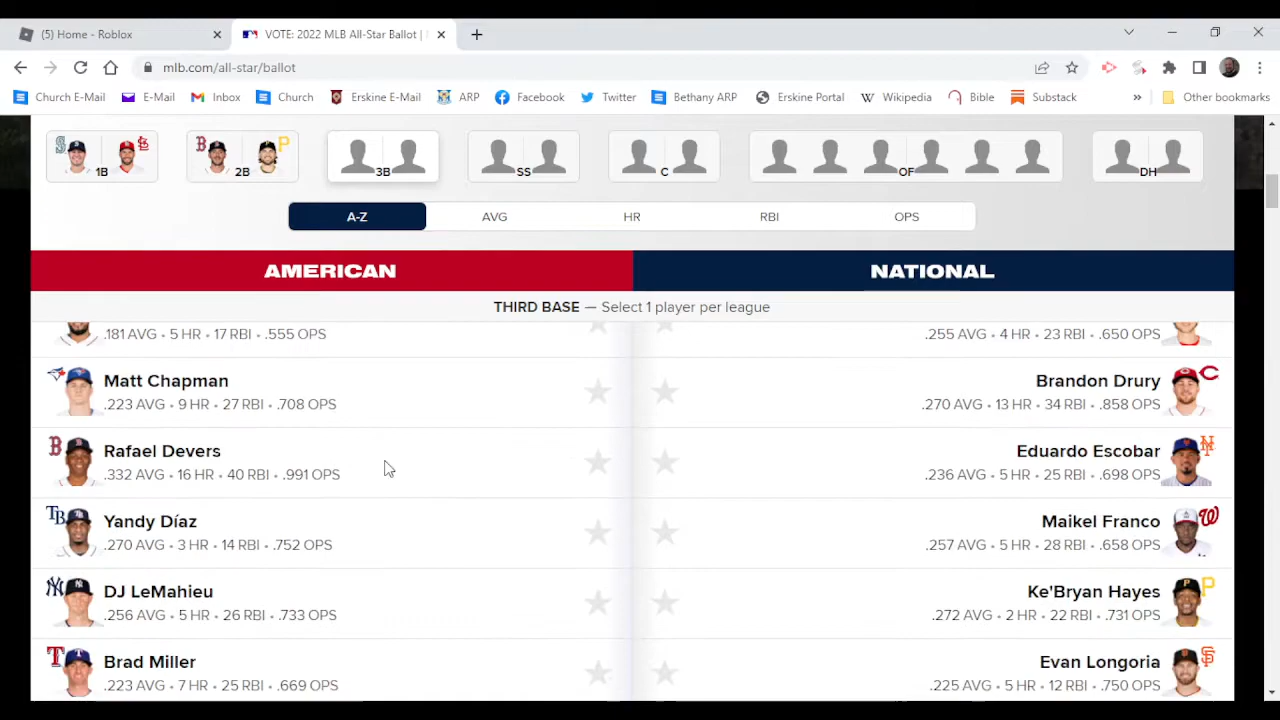 (5) Home - Roblox
VOTE: 2022 MLB All-Star Ballot |
mlb.com/all-star/ballot
Church E-Mail
E-Mail
Inbox
Church
Erskine E-Mail
ARP
Facebook
Twitter
Bethany ARP
Erskine Portal
Wikipedia
Bible
Substack
Other bookmarks
1B
2B
3B
SS
C
OF
DH
A-Z
AVG
HR
RBI
OPS
AMERICAN
NATIONAL
THIRD BASE — Select 1 player per league
.181 AVG • 5 HR • 17 RBI • .555 OPS
.255 AVG • 4 HR • 23 RBI • .650 OPS
Matt Chapman
.223 AVG • 9 HR • 27 RBI • .708 OPS
Brandon Drury
.270 AVG • 13 HR • 34 RBI • .858 OPS
Rafael Devers
.332 AVG • 16 HR • 40 RBI • .991 OPS
Eduardo Escobar
.236 AVG • 5 HR • 25 RBI • .698 OPS
Yandy Díaz
.270 AVG • 3 HR • 14 RBI • .752 OPS
Maikel Franco
.257 AVG • 5 HR • 28 RBI • .658 OPS
DJ LeMahieu
.256 AVG • 5 HR • 26 RBI • .733 OPS
Ke'Bryan Hayes
.272 AVG • 2 HR • 22 RBI • .731 OPS
Brad Miller
.223 AVG • 7 HR • 25 RBI • .669 OPS
Evan Longoria
.225 AVG • 5 HR • 12 RBI • .750 OPS